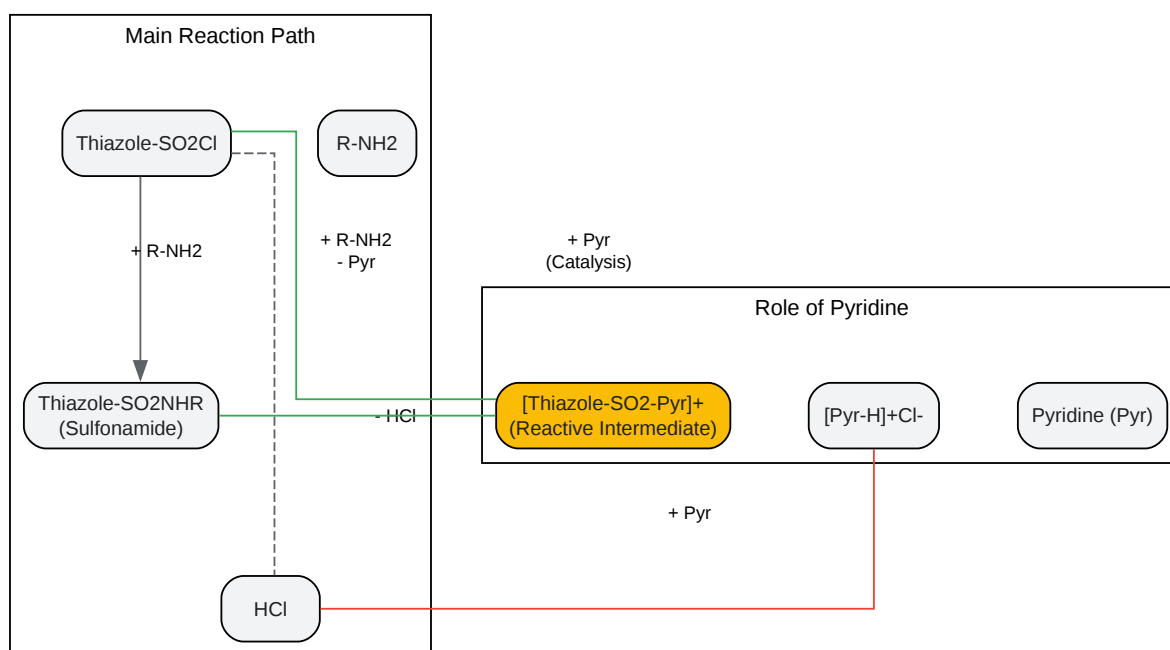 Main Reaction Path
Thiazole-SO2Cl
R-NH2
+ R-NH2
+ R-NH2
- Pyr
+ Pyr
(Catalysis)
Role of Pyridine
Thiazole-SO2NHR
(Sulfonamide)
- HCl
[Thiazole-SO2-Pyr]+
(Reactive Intermediate)
[Pyr-H]+Cl-
Pyridine (Pyr)
+ Pyr
HCl